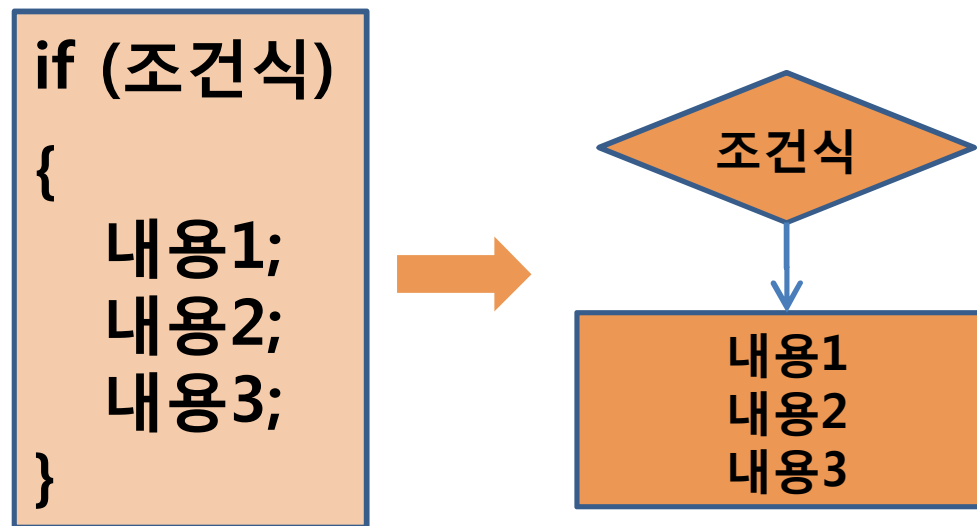 if (조건식)
{
내용1;
내용2;
내용3;
}
조건식
내용1
내용2
내용3